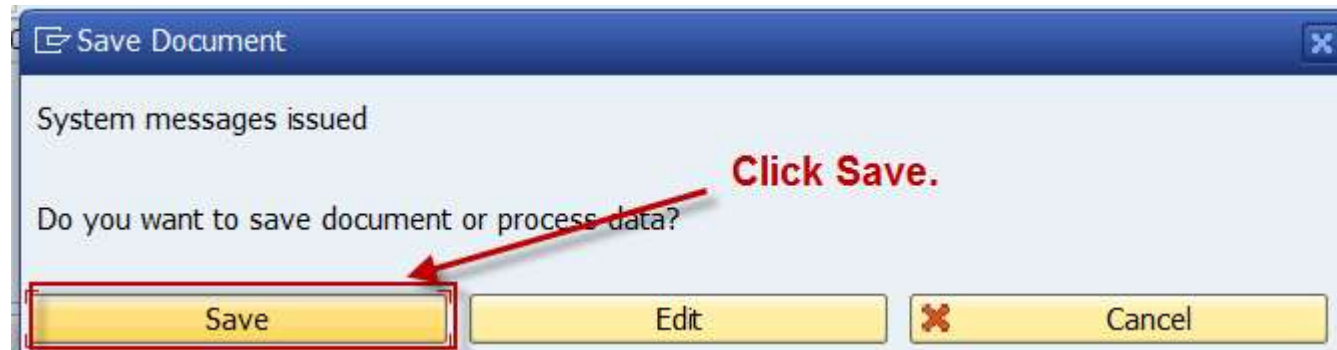 Save Document
System messages issued
Click Save.
Do you want to save document or process data?
Save
Edit
Cancel